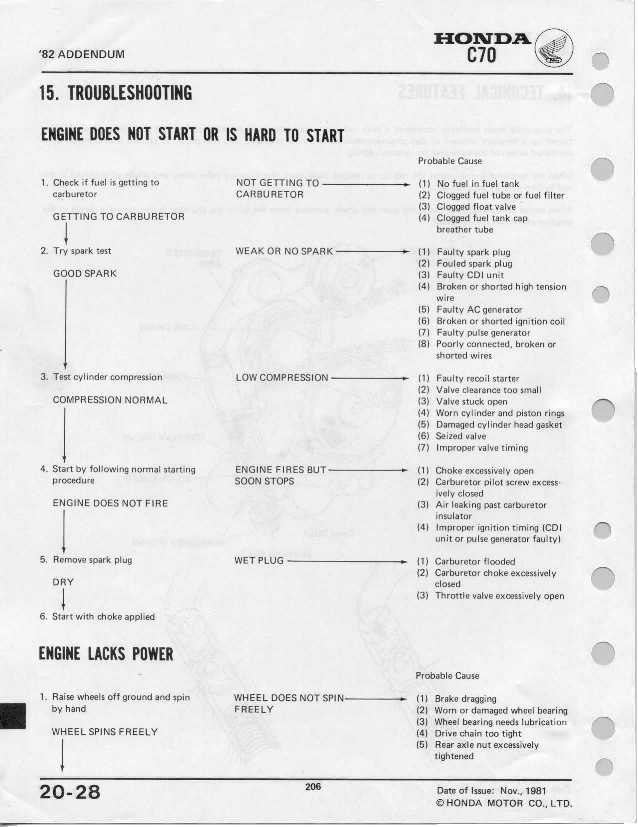 '82 ADDENDUM
HONDA
C70
15. TROUBLESHOOTING
ENGINE DOES NOT START OR IS HARD TO START
Probable Cause
1. Check if fuel is getting to
carburetor
GETTING TO CARBURETOR
NOT GETTING TO
CARBURETOR
(1) No fuel in fuel tank
(2) Clogged fuel tube or fuel filter
(3) Clogged float valve
(4) Clogged fuel tank cap
breather tube
2. Try spark test
GOOD SPARK
WEAK OR NO SPARK
(1) Faulty spark plug
(2) Fouled spark plug
(3) Faulty CDI unit
(4) Broken or shorted high tension
wire
(5) Faulty AC generator
(6) Broken or shorted ignition coil
(7) Faulty pulse generator
(8) Poorly connected, broken or
shorted wires
3. Test cylinder compression
COMPRESSION NORMAL
LOW COMPRESSION
(1) Faulty recoil starter
(2) Valve clearance too small
(3) Valve stuck open
(4) Worn cylinder and piston rings
(5) Damaged cylinder head gasket
(6) Seized valve
(7) Improper valve timing
4. Start by following normal starting
procedure
ENGINE DOES NOT FIRE
ENGINE FIRES BUT
SOON STOPS
(1) Choke excessively open
(2) Carburetor pilot screw excess-
ively closed
(3) Air leaking past carburetor
insulator
(4) Improper ignition timing (CDI
unit or pulse generator faulty)
5. Remove spark plug
DRY
WET PLUG
(1) Carburetor flooded
(2) Carburetor choke excessively
closed
(3) Throttle valve excessively open
6. Start with choke applied
ENGINE LACKS POWER
Probable Cause
1. Raise wheels off ground and spin
by hand
WHEEL SPINS FREELY
WHEEL DOES NOT SPIN
FREELY
(1) Brake dragging
(2) Worn or damaged wheel bearing
(3) Wheel bearing needs lubrication
(4) Drive chain too tight
(5) Rear axle nut excessively
tightened
20-28
206
Date of Issue: Nov., 1981
© HONDA MOTOR CO., LTD.